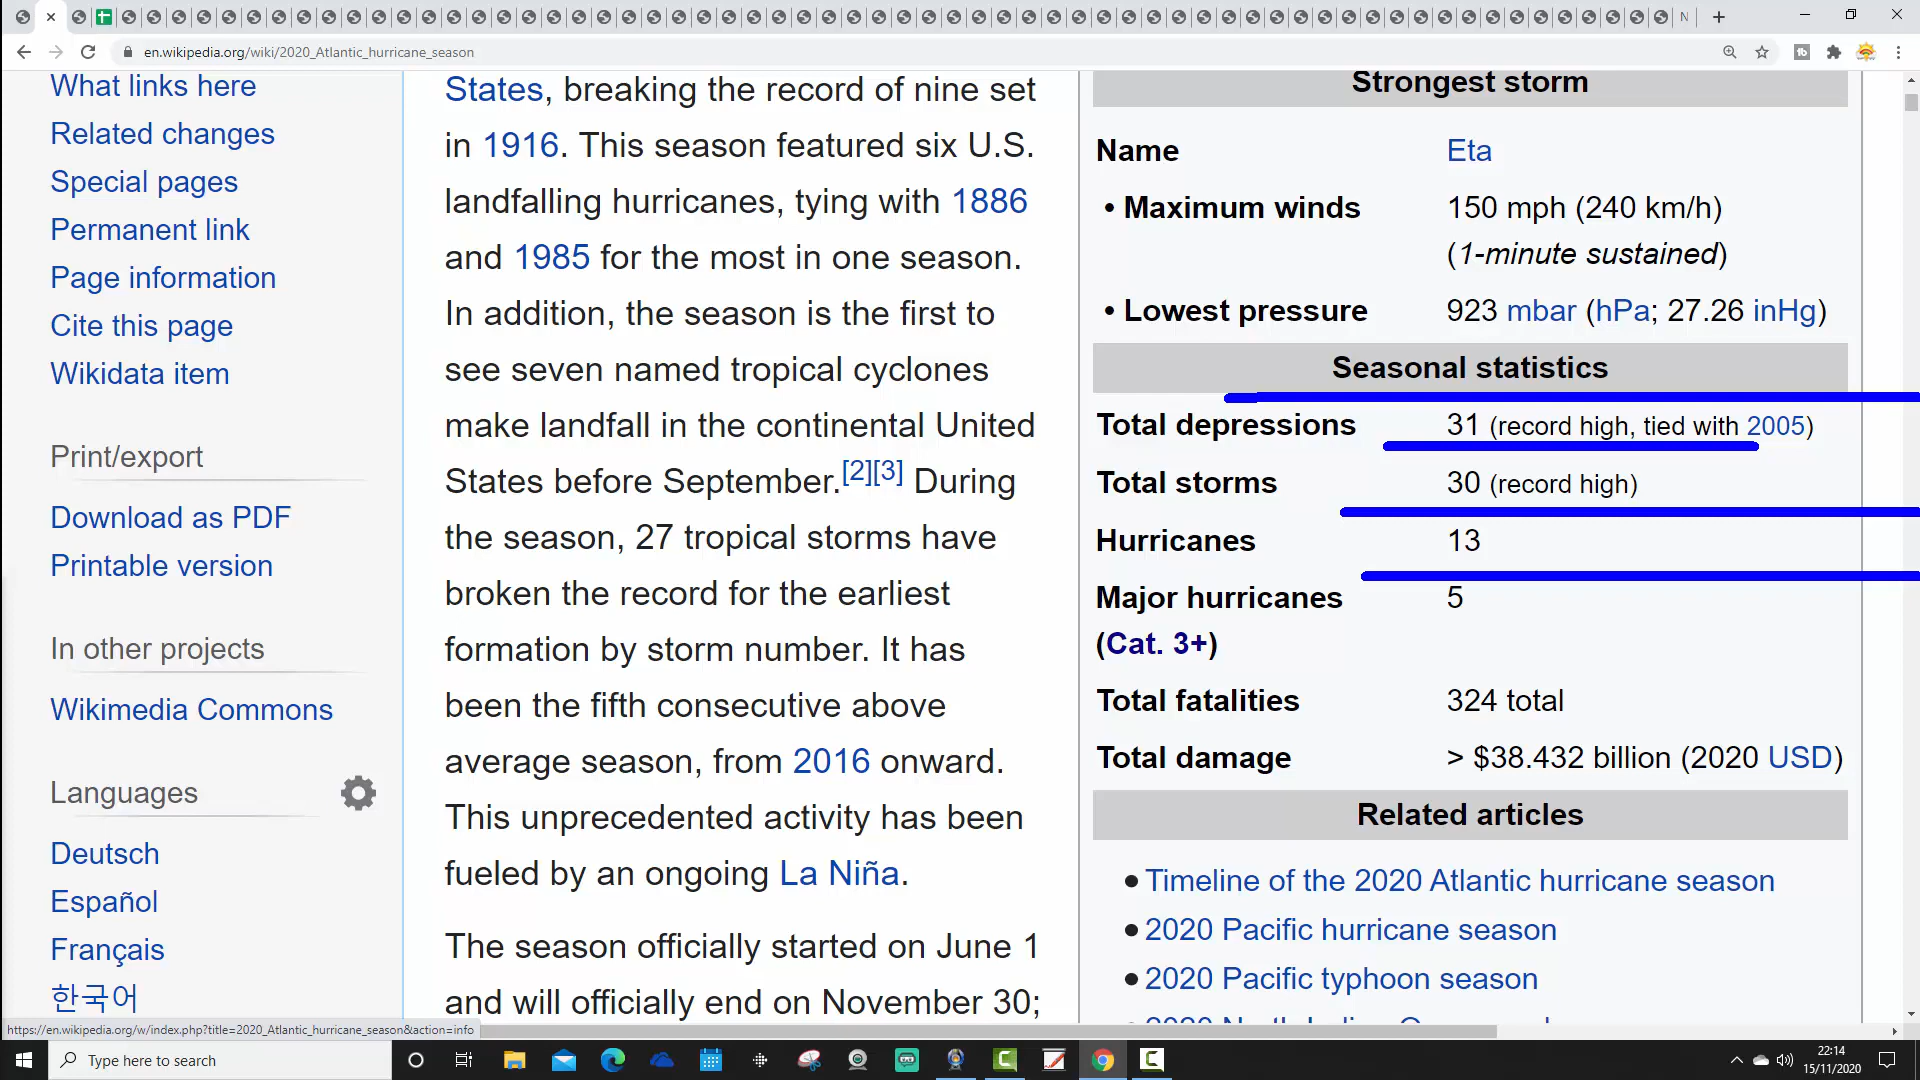 en.wikipedia.org/wiki/2020_Atlantic_hurricane_season
What links here
Related changes
Special pages
Permanent link
Page information
Cite this page
Wikidata item
Print/export
Download as PDF
Printable version
In other projects
Wikimedia Commons
Languages
Deutsch
Español
Français
한국어
States, breaking the record of nine set
in 1916. This season featured six U.S.
landfalling hurricanes, tying with 1886
and 1985 for the most in one season.
In addition, the season is the first to
see seven named tropical cyclones
make landfall in the continental United
States before September.[2][3] During
the season, 27 tropical storms have
broken the record for the earliest
formation by storm number. It has
been the fifth consecutive above
average season, from 2016 onward.
This unprecedented activity has been
fueled by an ongoing La Niña.
The season officially started on June 1
and will officially end on November 30;
Strongest storm
Name Eta
• Maximum winds 150 mph (240 km/h)
(1-minute sustained)
• Lowest pressure 923 mbar (hPa; 27.26 inHg)
Seasonal statistics
Total depressions 31 (record high, tied with 2005)
Total storms 30 (record high)
Hurricanes 13
Major hurricanes 5
(Cat. 3+)
Total fatalities 324 total
Total damage > $38.432 billion (2020 USD)
Related articles
• Timeline of the 2020 Atlantic hurricane season
• 2020 Pacific hurricane season
• 2020 Pacific typhoon season
https://en.wikipedia.org/w/index.php?title=2020_Atlantic_hurricane_season&action=info
Type here to search
22:14
15/11/2020